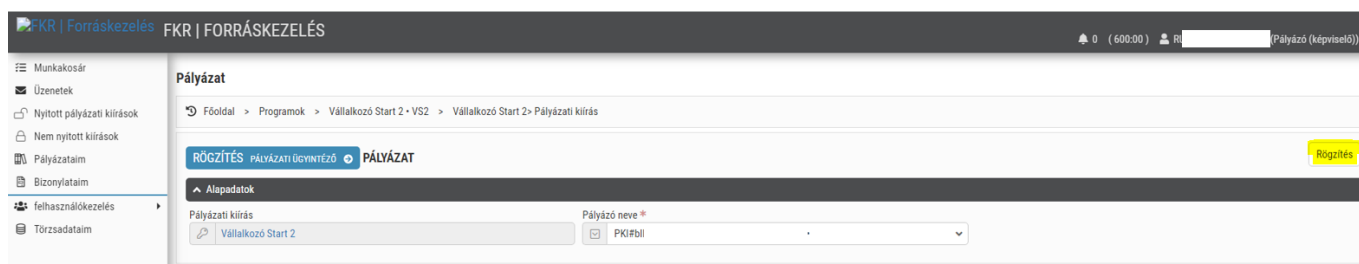 FKR | Forráskezelés FKR | FORRÁSKEZELÉS
0 (600:00) (Pályázó (képviselő))
Munkakosár
Üzenetek
Nyitott pályázati kiírások
Nem nyitott kiírások
Pályázataim
Bizonylataim
felhasználókezelés
Törzsadataim
Pályázat
Főoldal > Programok > Vállalkozó Start 2 • VS2 > Vállalkozó Start 2> Pályázati kiírás
RÖGZÍTÉS PÁLYÁZATI ÜGYINTÉZŐ PÁLYÁZAT
Rögzítés
Alapadatok
Pályázati kiírás
Pályázó neve *
Vállalkozó Start 2
PKI#bll